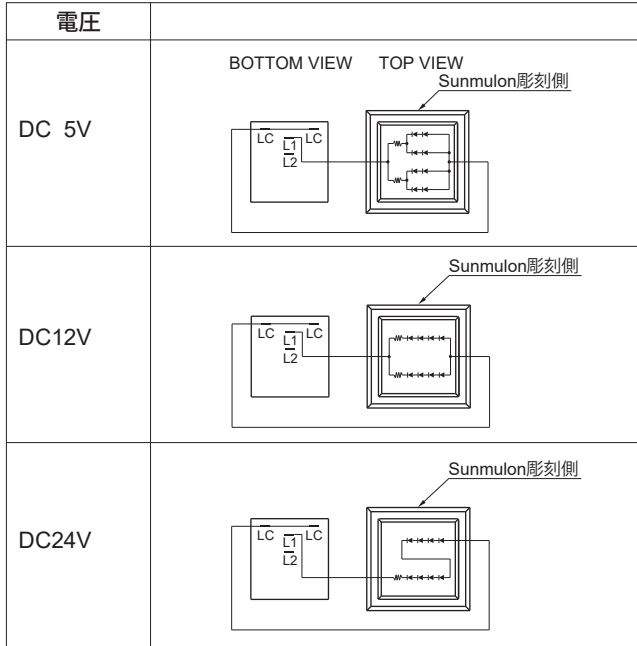 電圧
BOTTOM VIEW TOP VIEW
Sunmulon彫刻側
DC 5V
LC L1 LC
L2
Sunmulon彫刻側
DC12V
LC L1 LC
L2
Sunmulon彫刻側
DC24V
LC L1 LC
L2